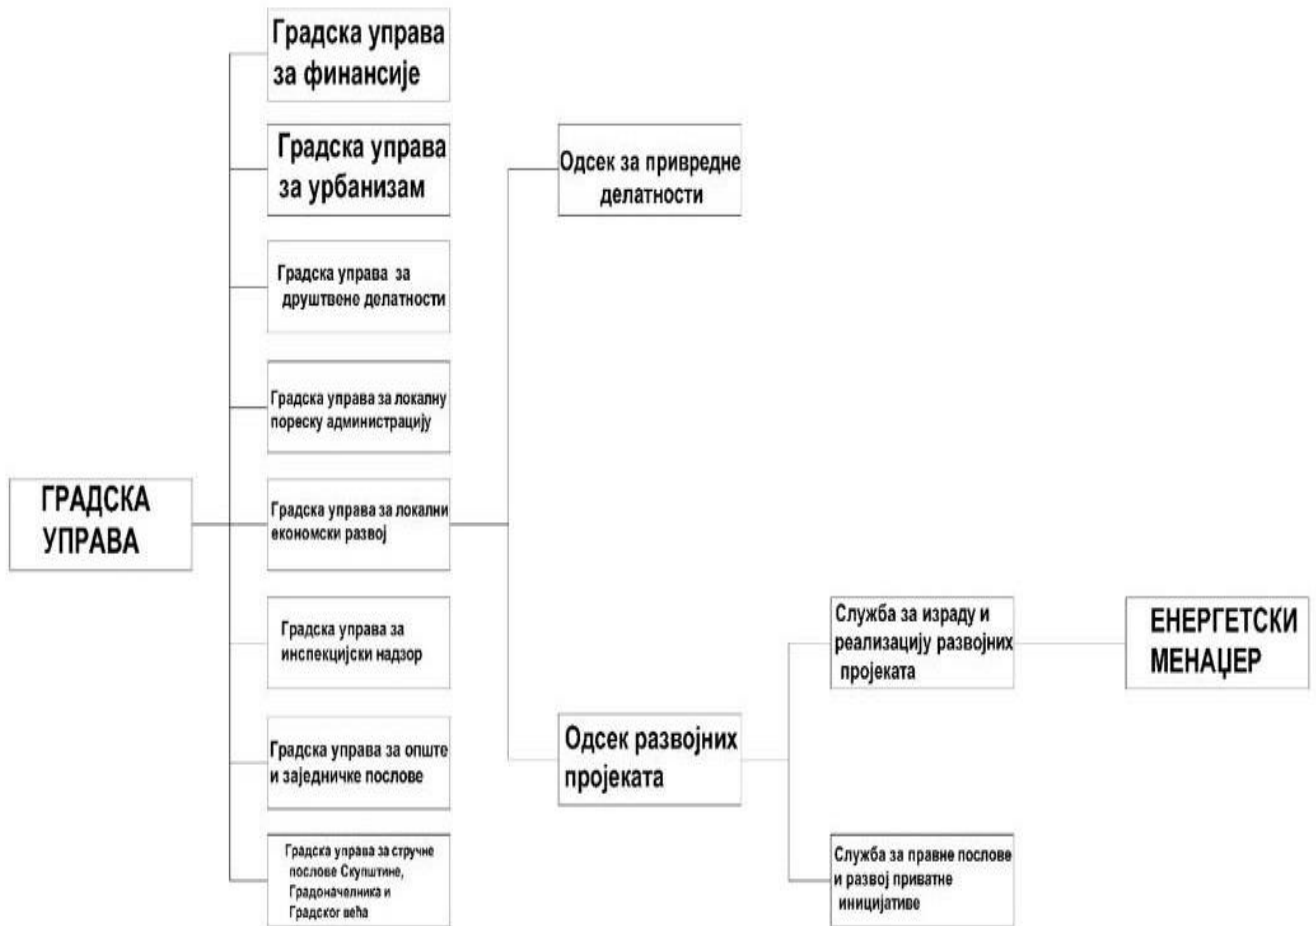 Градска управа
за финансије
Градска управа
за урбанизам
Градска управа за
друштвене делатности
Градска управа за локалну
пореску администрацију
ГРАДСКА
УПРАВА
Градска управа за локални
економски развој
Градска управа за
инспекцијски надзор
Градска управа за опште
и заједничке послове
Градска управа за стручне
послове Скупштине,
Градоначелника и
Градског већа
Одсек за привредне
делатности
Одсек развојних
пројеката
Служба за израду и
реализацију развојних
пројеката
Служба за правне послове
и развој приватне
иницијативе
ЕНЕРГЕТСКИ
МЕНАЏЕР